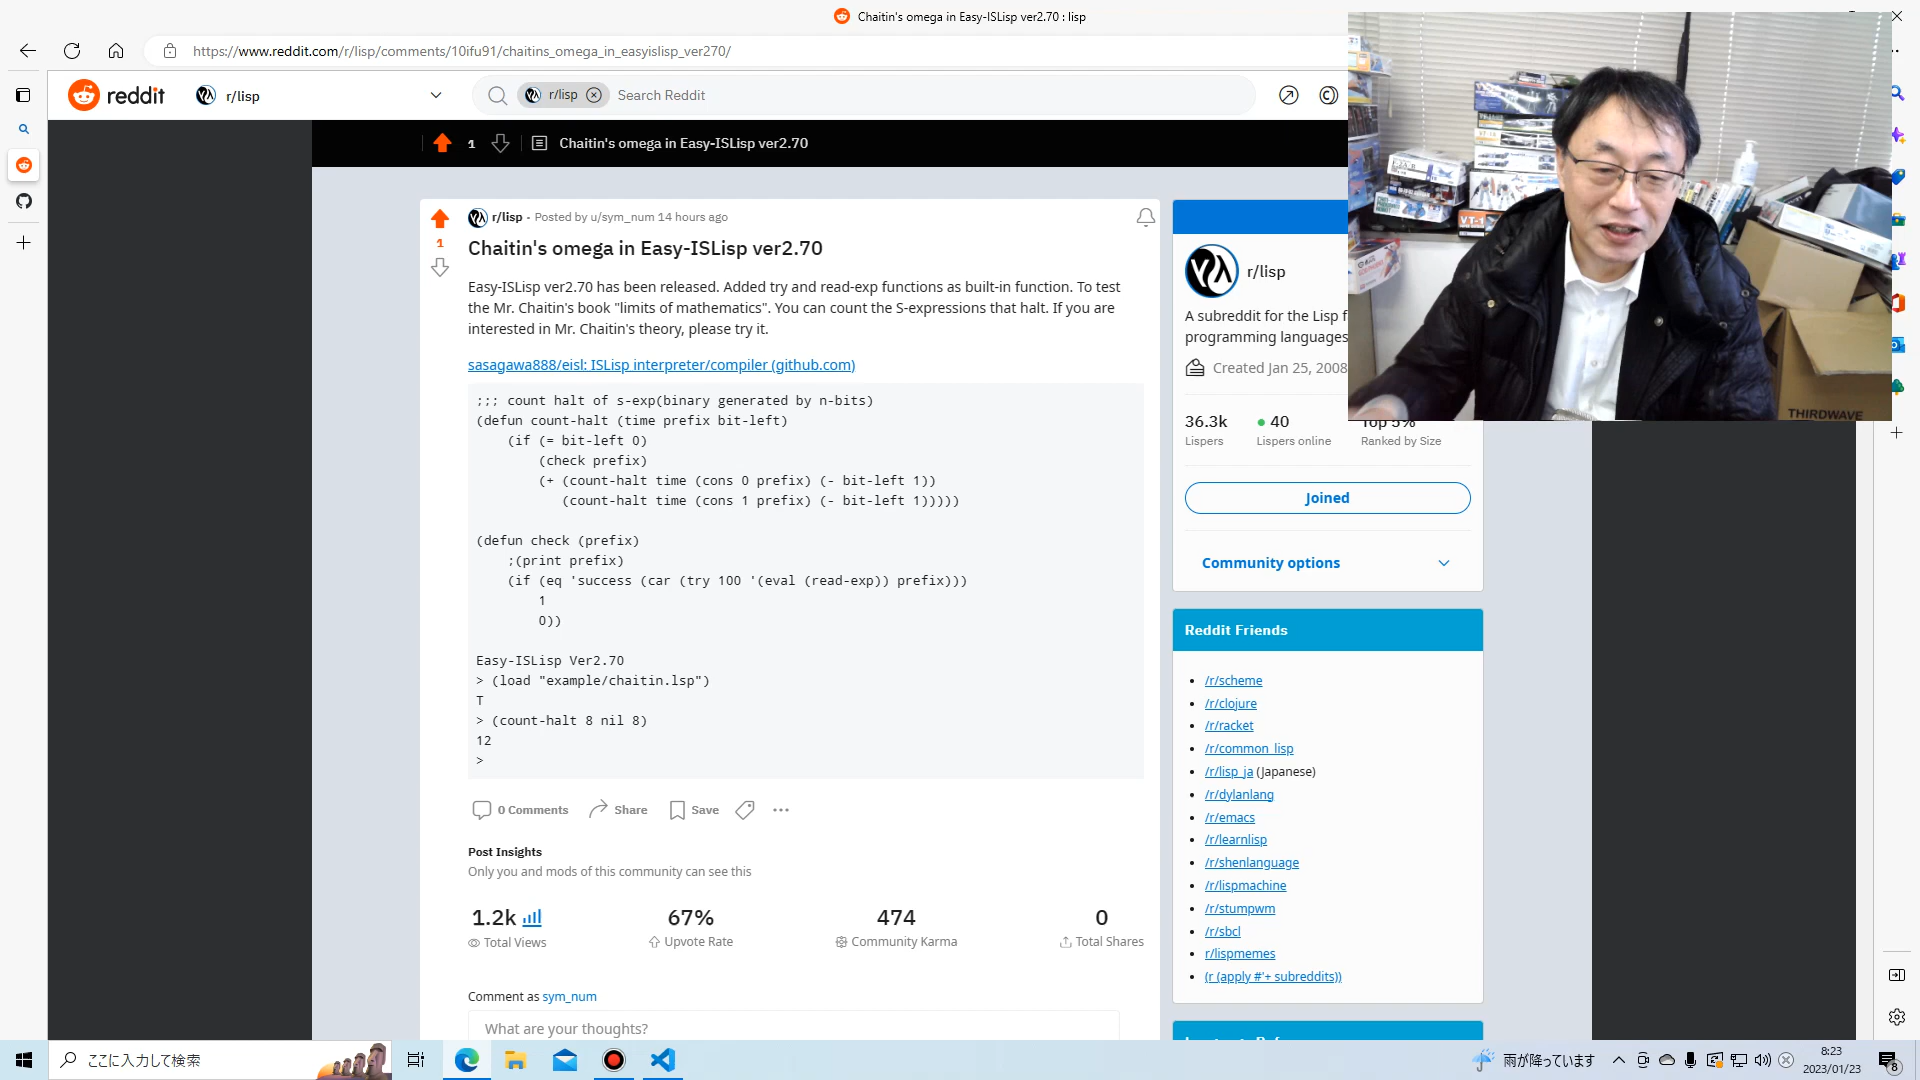 Chaitin's omega in Easy-ISLisp ver2.70 : lisp
https://www.reddit.com/r/lisp/comments/10ifu91/chaitins_omega_in_easyislisp_ver270/
reddit
r/lisp
r/lisp
Search Reddit
1
Chaitin's omega in Easy-ISLisp ver2.70
r/lisp · Posted by u/sym_num 14 hours ago
1
Chaitin's omega in Easy-ISLisp ver2.70
Easy-ISLisp ver2.70 has been released. Added try and read-exp functions as built-in function. To test
the Mr. Chaitin's book "limits of mathematics". You can count the S-expressions that halt. If you are
interested in Mr. Chaitin's theory, please try it.
sasagawa888/eisl: ISLisp interpreter/compiler (github.com)
;;; count halt of s-exp(binary generated by n-bits)
(defun count-halt (time prefix bit-left)
    (if (= bit-left 0)
        (check prefix)
        (+ (count-halt time (cons 0 prefix) (- bit-left 1))
           (count-halt time (cons 1 prefix) (- bit-left 1)))))
(defun check (prefix)
    ;(print prefix)
    (if (eq 'success (car (try 100 '(eval (read-exp)) prefix)))
        1
        0))
Easy-ISLisp Ver2.70
> (load "example/chaitin.lsp")
T
> (count-halt 8 nil 8)
12
>
0 Comments
Share
Save
Post Insights
Only you and mods of this community can see this
1.2k
Total Views
67%
Upvote Rate
474
Community Karma
0
Total Shares
Comment as sym_num
What are your thoughts?
r/lisp
A subreddit for the Lisp f
programming languages
Created Jan 25, 2008
36.3k
Lispers
40
Lispers online
Top 5%
Ranked by Size
Joined
Community options
Reddit Friends
/r/scheme
/r/clojure
/r/racket
/r/common_lisp
/r/lisp_ja (Japanese)
/r/dylanlang
/r/emacs
/r/learnlisp
/r/shenlanguage
/r/lispmachine
/r/stumpwm
/r/sbcl
r/lispmemes
(r (apply #'+ subreddits))
VT-1
THIRDWAVE
ここに入力して検索
雨が降っています
8:23
2023/01/23
8